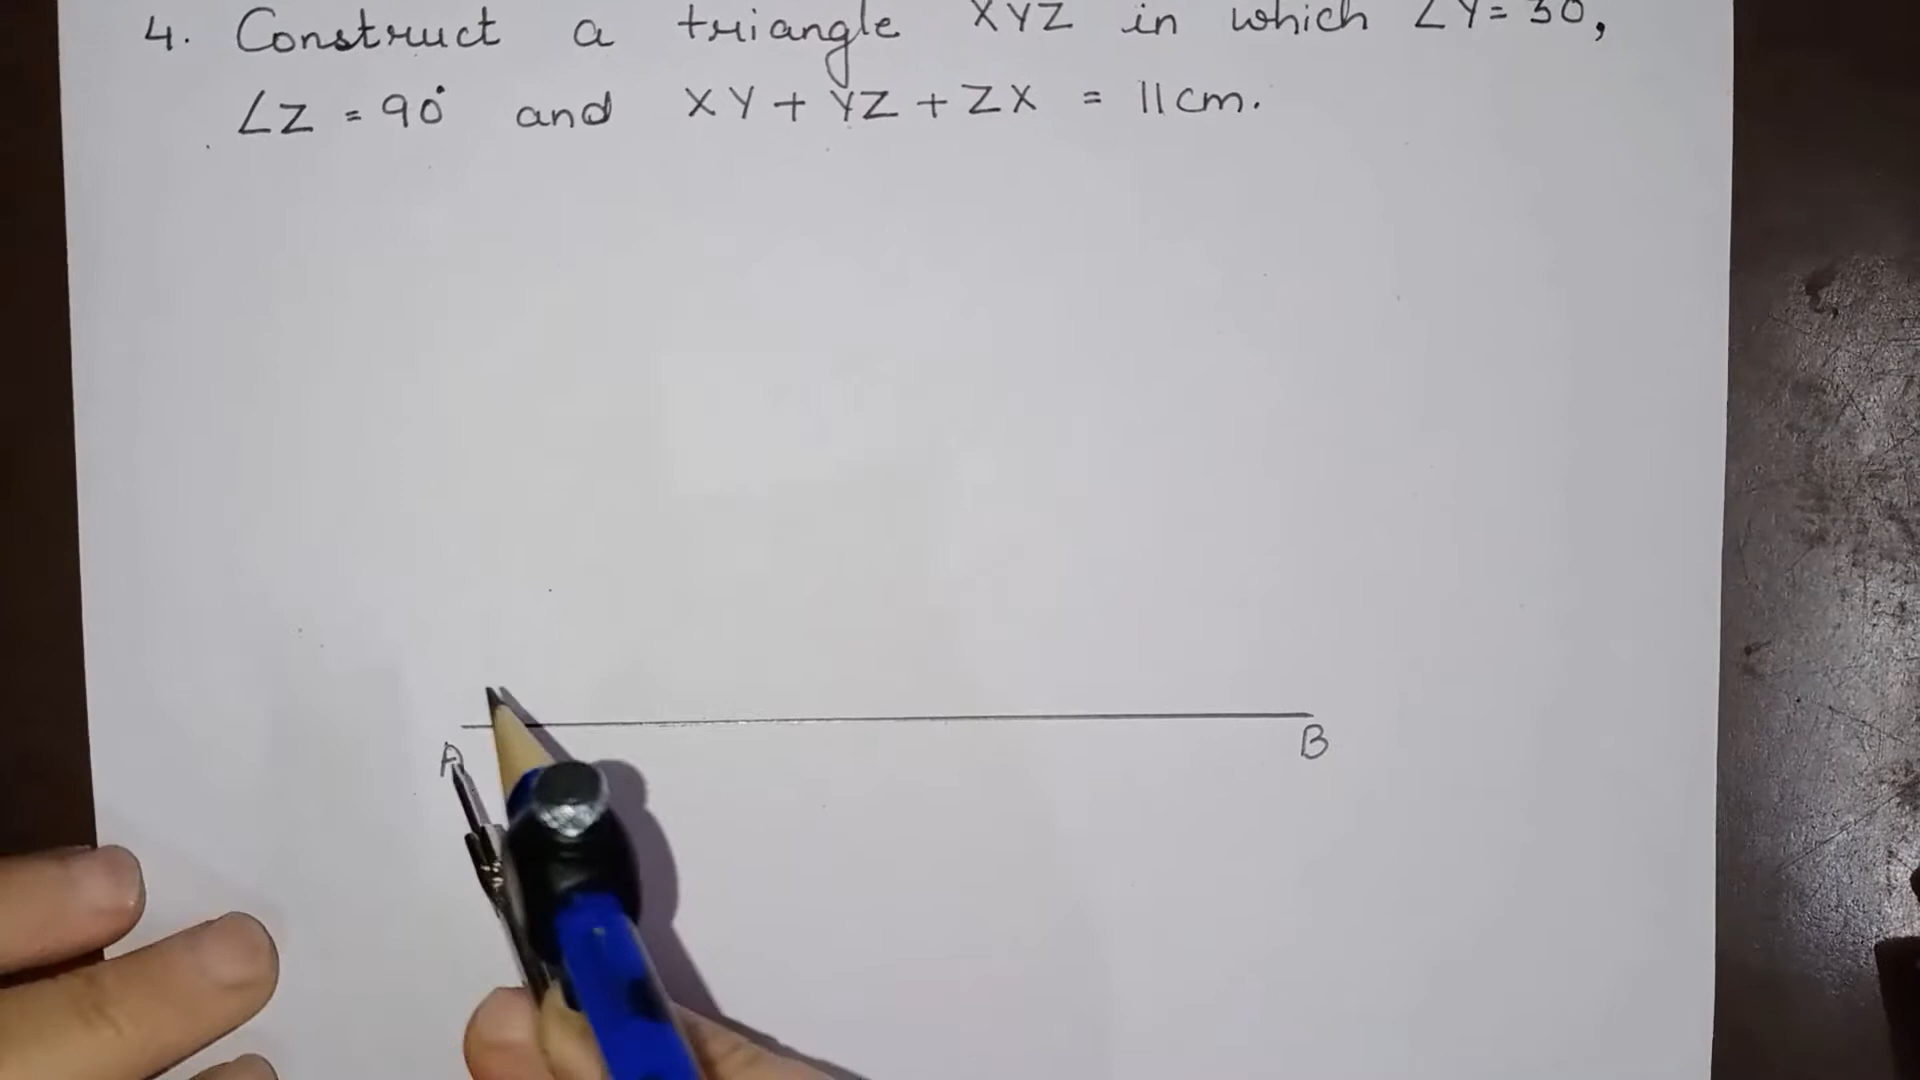 4. Construct a triangle XYZ in which ∠Y = 30,
∠Z = 90° and XY + YZ + ZX = 11cm.
A B